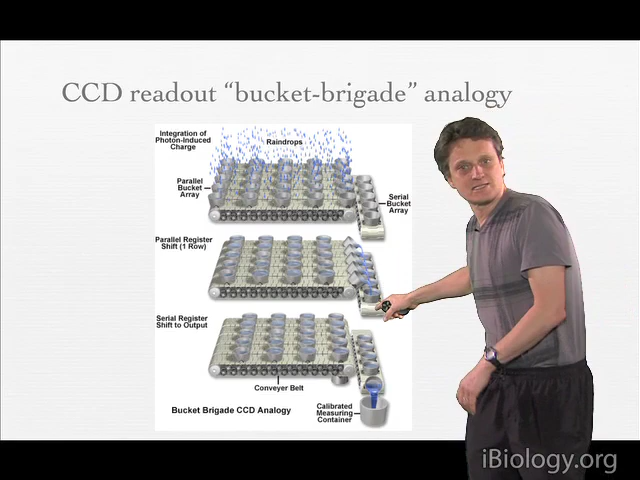 CCD readout “bucket-brigade” analogy
Integration of
Photon-Induced
Charge
Raindrops
Parallel
Bucket
Array
Serial
Bucket
Array
Parallel Register
Shift (1 Row)
Serial Register
Shift to Output
Conveyer Belt
Bucket Brigade CCD Analogy
Calibrated
Measuring
Container
iBiology.org